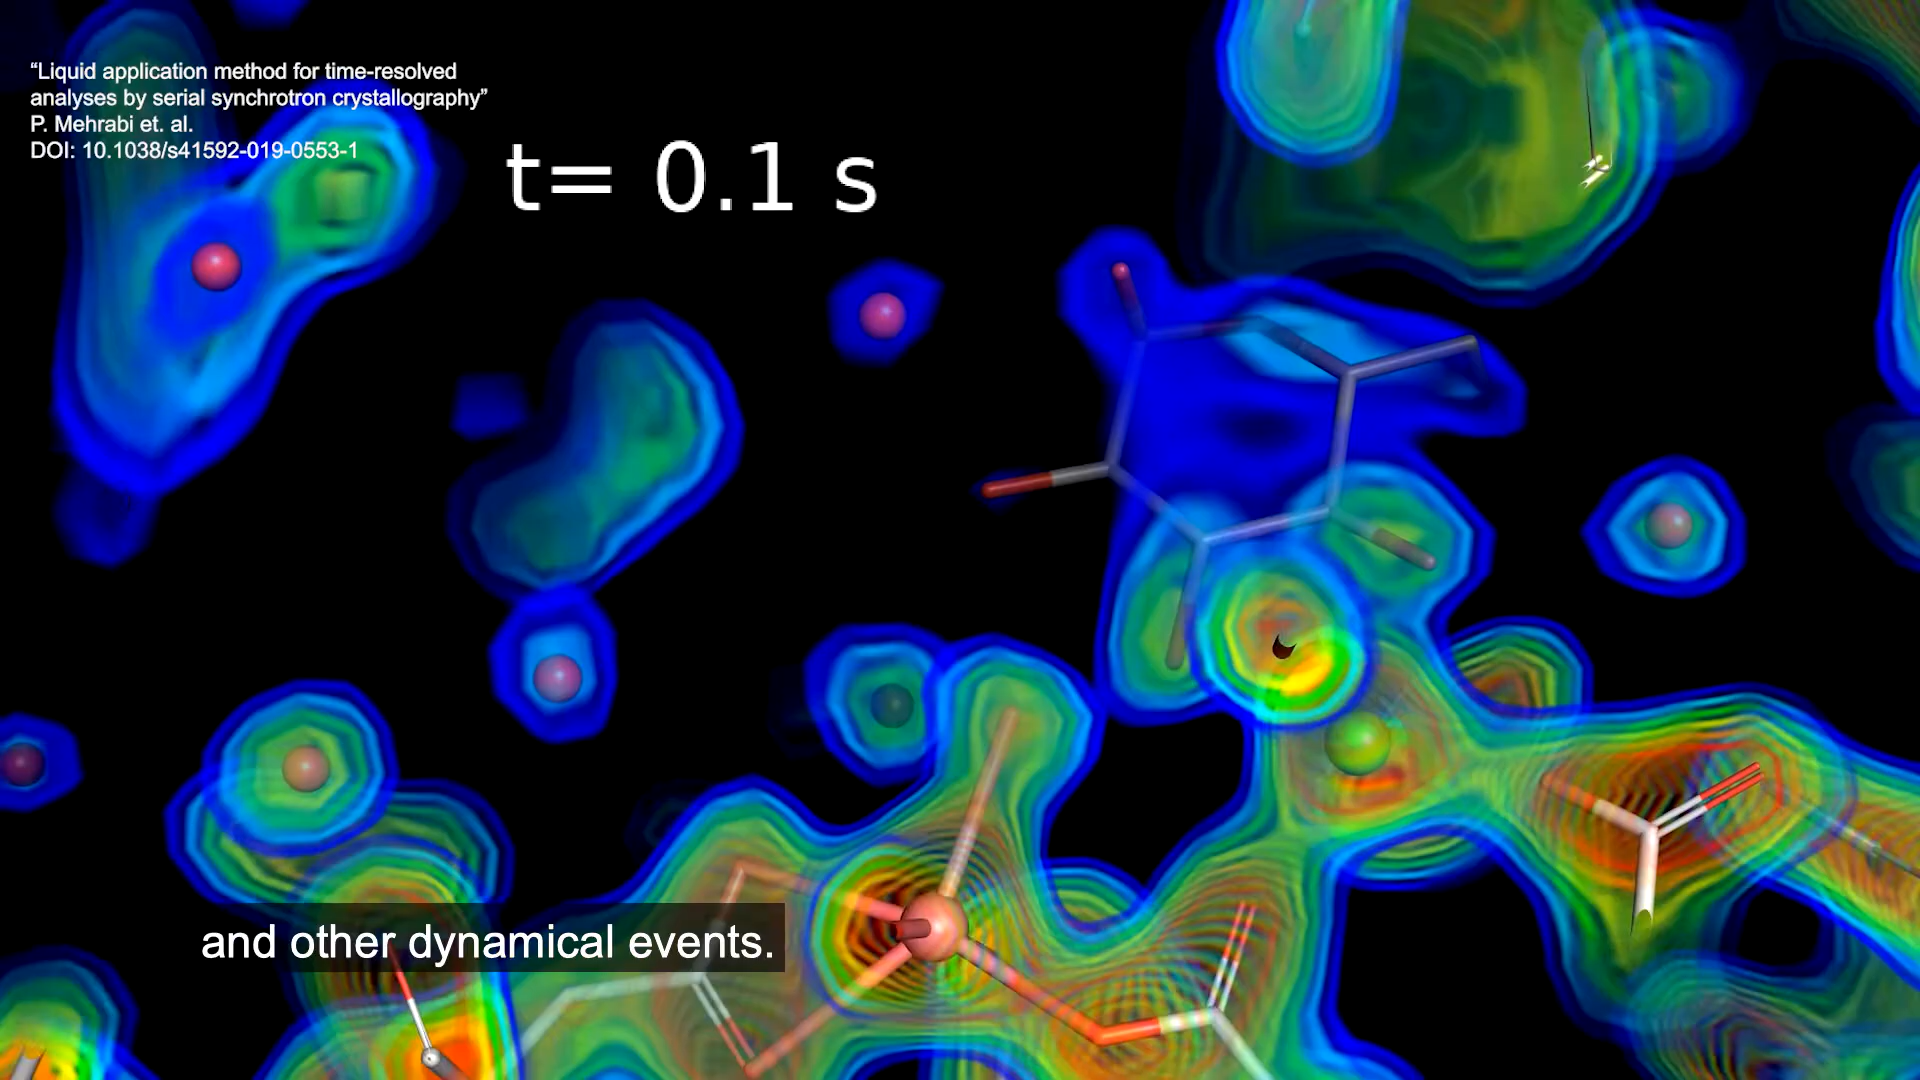 “Liquid application method for time-resolved
analyses by serial synchrotron crystallography”
P. Mehrabi et. al.
DOI: 10.1038/s41592-019-0553-1
t= 0.1 s
and other dynamical events.